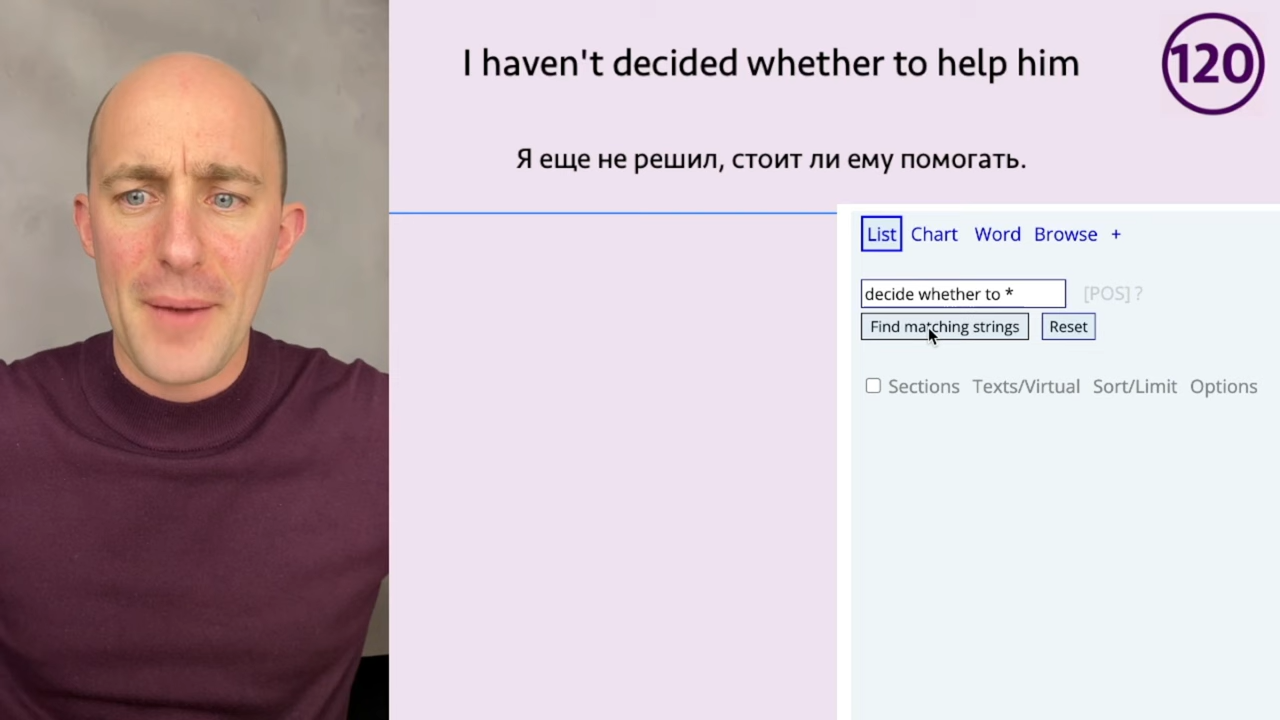 I haven't decided whether to help him
120
Я еще не решил, стоит ли ему помогать.
List Chart Word Browse +
decide whether to * [POS] ?
Find matching strings Reset
Sections Texts/Virtual Sort/Limit Options